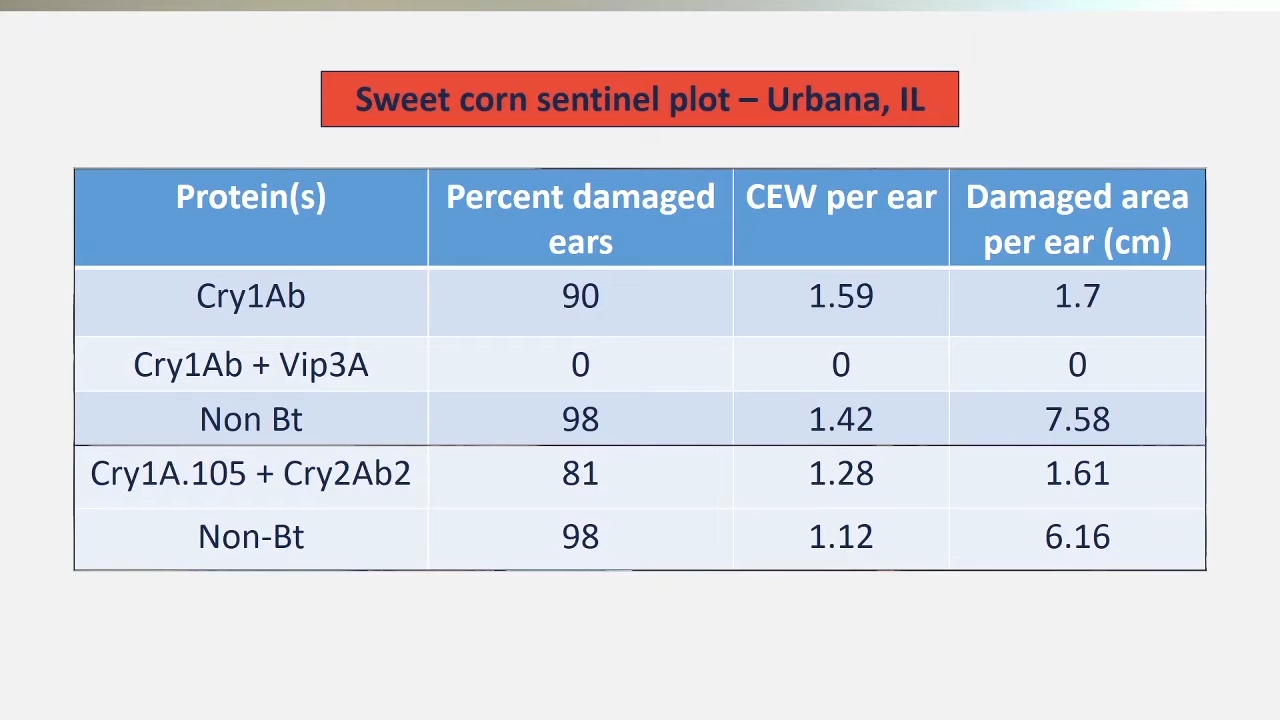 Sweet corn sentinel plot – Urbana, IL
Protein(s) Percent damaged ears CEW per ear Damaged area per ear (cm)
Cry1Ab 90 1.59 1.7
Cry1Ab + Vip3A 0 0 0
Non Bt 98 1.42 7.58
Cry1A.105 + Cry2Ab2 81 1.28 1.61
Non-Bt 98 1.12 6.16